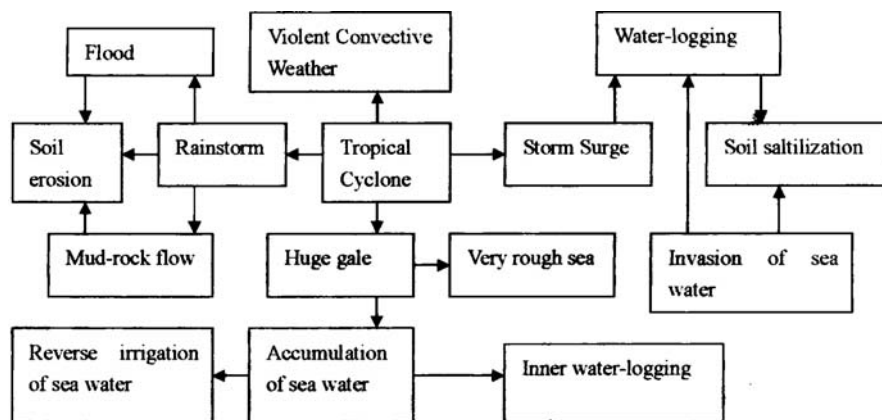 Flood
Violent Convective
Weather
Water-logging
Soil
erosion
Rainstorm
Tropical
Cyclone
Storm Surge
Soil saltilization
Mud-rock flow
Huge gale
Very rough sea
Invasion of sea
water
Reverse irrigation
of sea water
Accumulation
of sea water
Inner water-logging